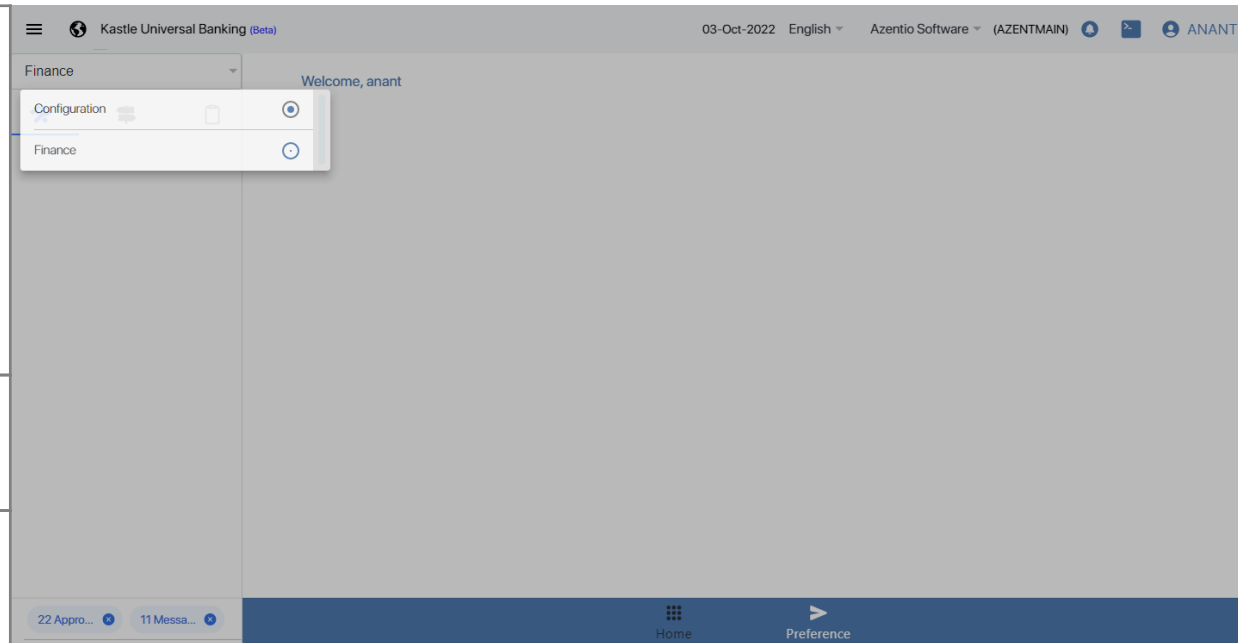 Kastle Universal Banking (Beta)
03-Oct-2022 English Azentio Software (AZENTMAIN) ANANT
Finance
Welcome, anant
Configuration
Finance
22 Appro... 11 Messa...
Home Preference